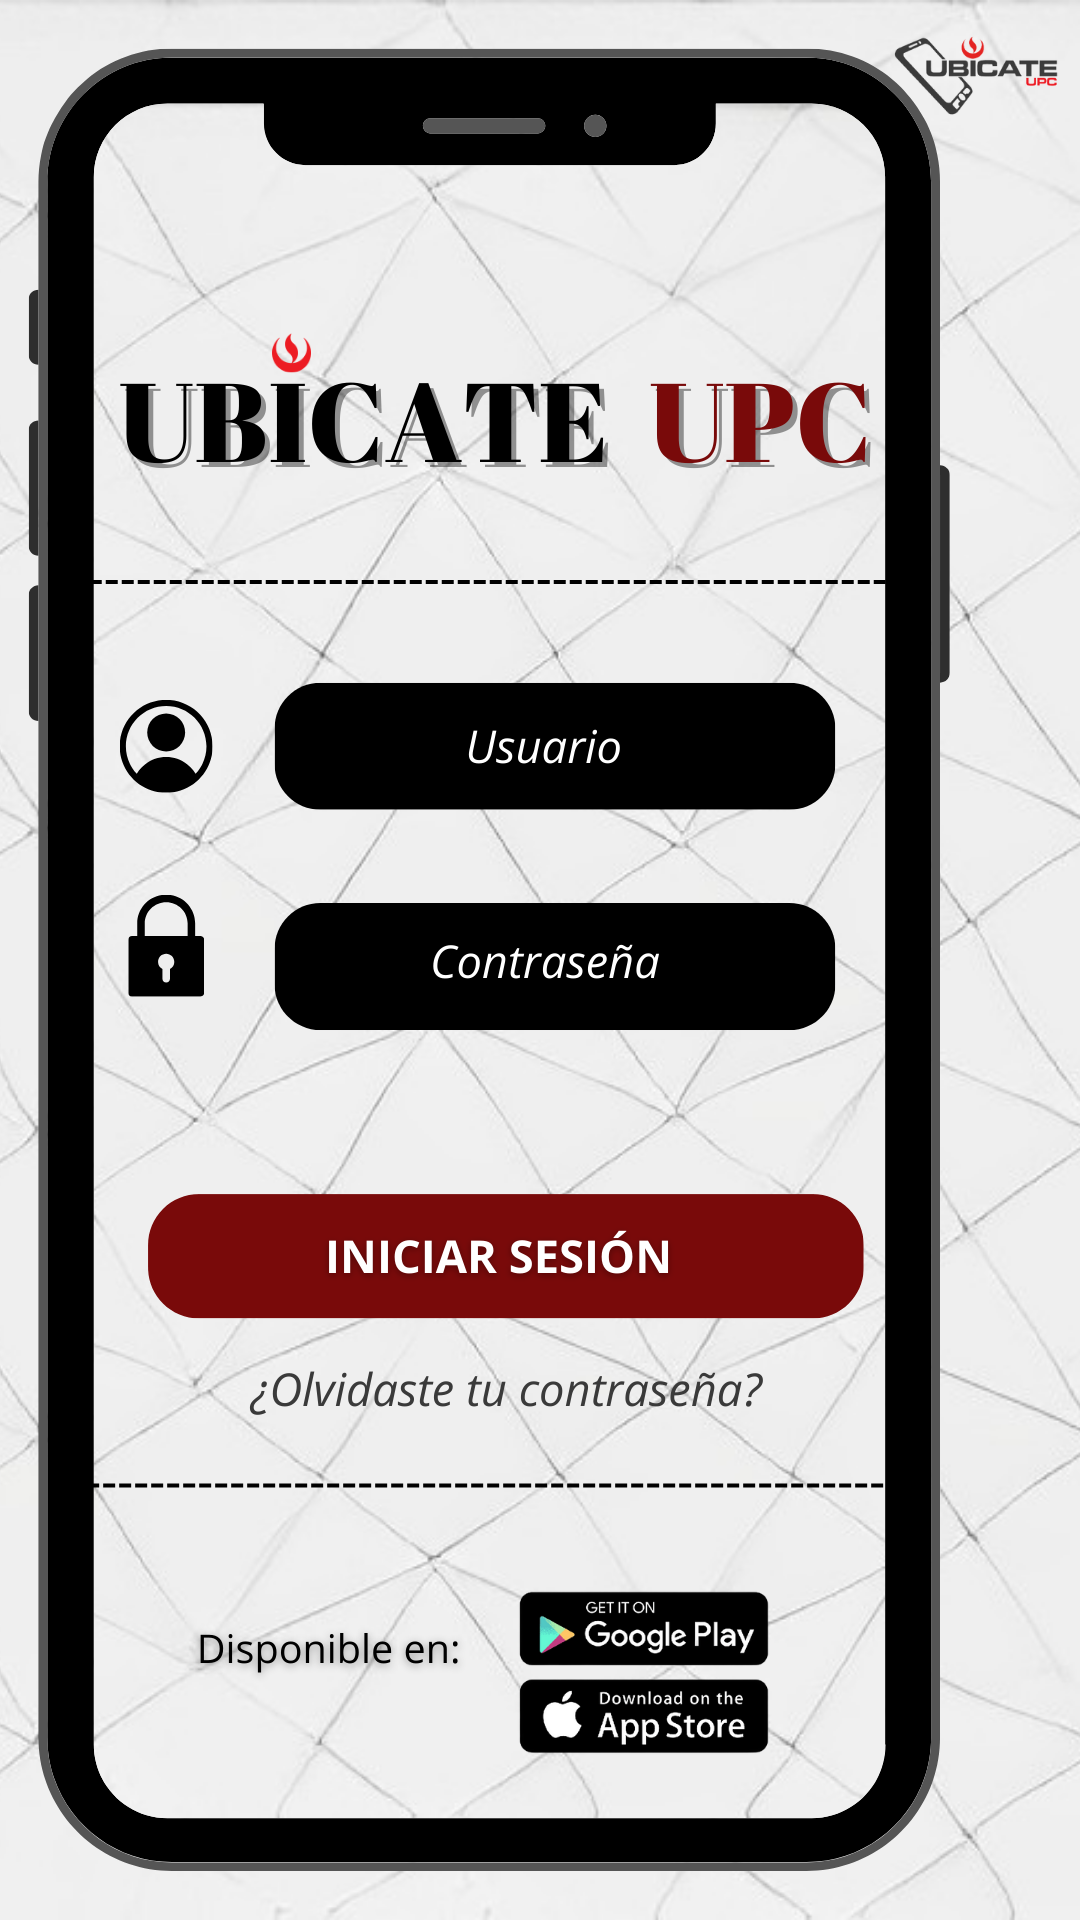 UBICATE
UPC
UBICATE UPC
Usuario
Contraseña
INICIAR SESIÓN
¿Olvidaste tu contraseña?
Disponible en:
GET IT ON
Google Play
Download on the
App Store